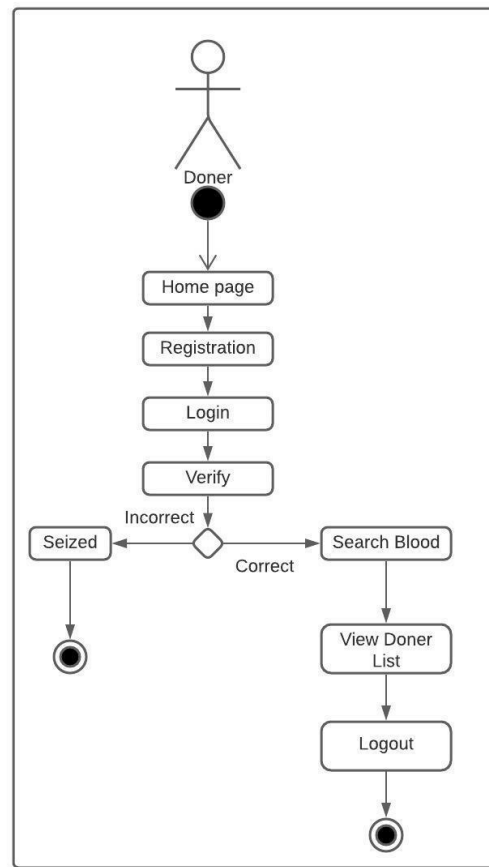 Doner
Home page
Registration
Login
Verify
Incorrect
Seized
Correct
Search Blood
View Doner
List
Logout